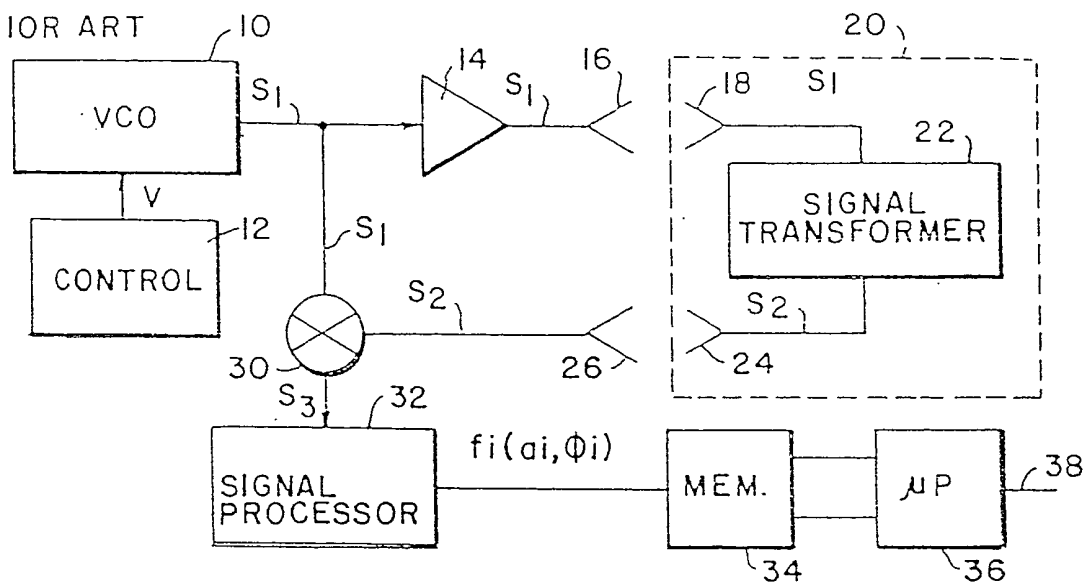 IOR ART
10
20
14
16
18
S1
S1
S1
VCO
22
V
SIGNAL
TRANSFORMER
12
S1
CONTROL
S2
S2
30
26
24
S3
32
fi(ai,Φi)
38
SIGNAL
PROCESSOR
MEM.
μP
34
36